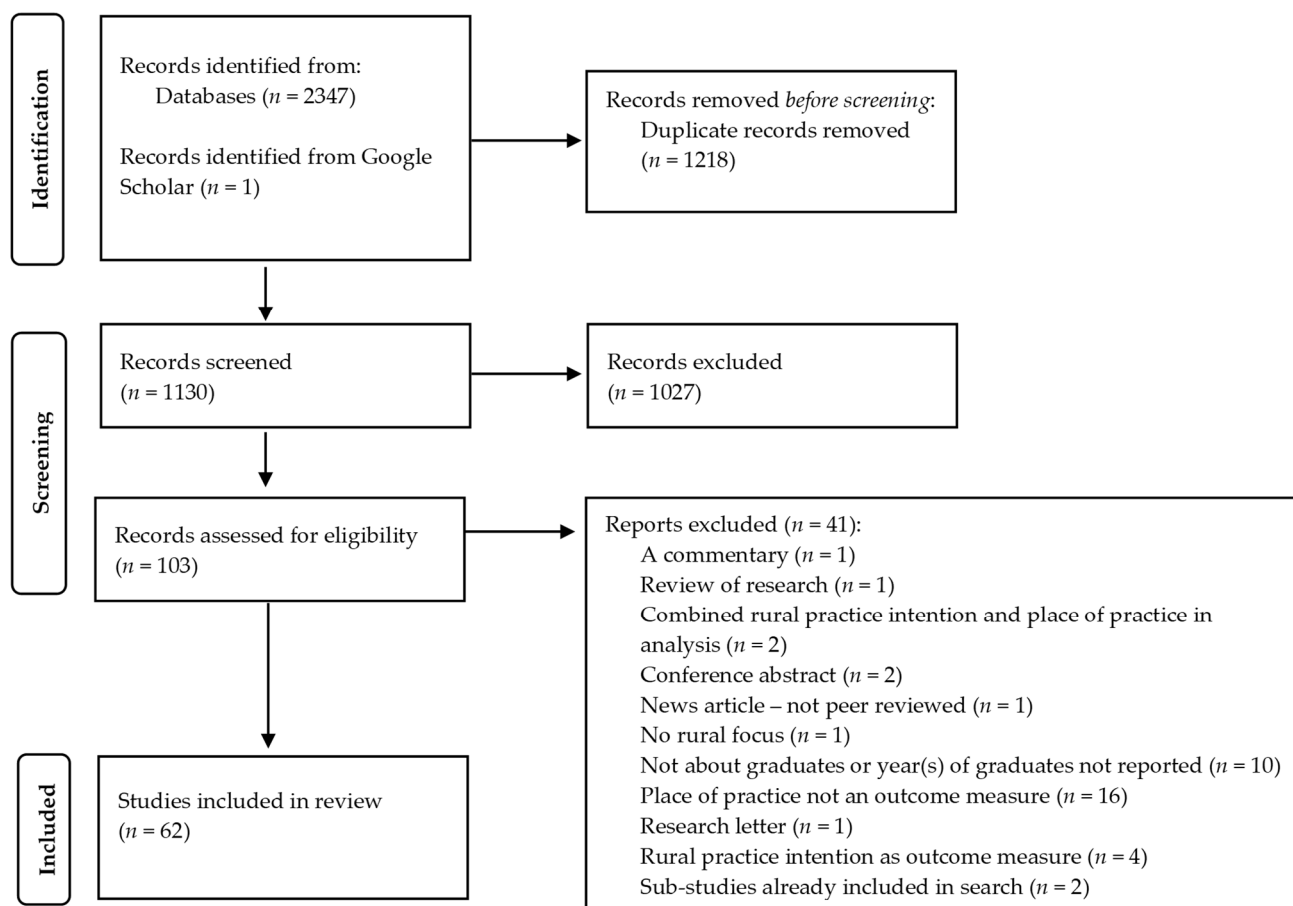 Identification
Records identified from:
Databases (n = 2347)
Records identified from Google
Scholar (n = 1)
Records removed before screening:
Duplicate records removed
(n = 1218)
Screening
Records screened
(n = 1130)
Records excluded
(n = 1027)
Records assessed for eligibility
(n = 103)
Reports excluded (n = 41):
A commentary (n = 1)
Review of research (n = 1)
Combined rural practice intention and place of practice in
analysis (n = 2)
Conference abstract (n = 2)
News article – not peer reviewed (n = 1)
No rural focus (n = 1)
Not about graduates or year(s) of graduates not reported (n = 10)
Place of practice not an outcome measure (n = 16)
Research letter (n = 1)
Rural practice intention as outcome measure (n = 4)
Sub-studies already included in search (n = 2)
Included
Studies included in review
(n = 62)